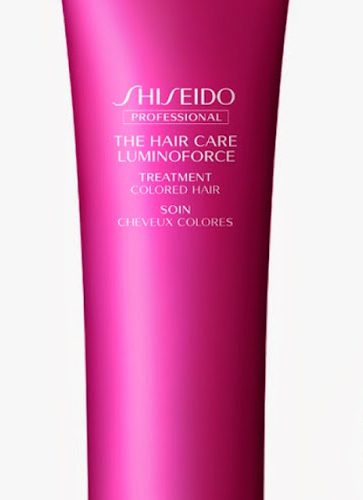 SHISEIDO
PROFESSIONAL
THE HAIR CARE
LUMINOFORCE
TREATMENT
COLORED HAIR
SOIN
CHEVEUX COLORES